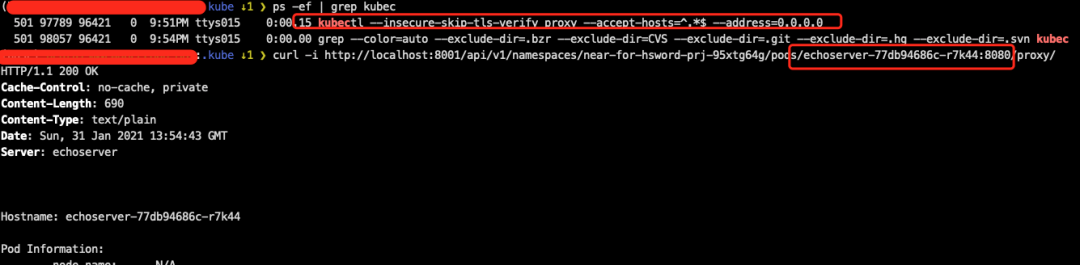 ( .kube ↓1 ❯ ps -ef | grep kubec
501 97789 96421 0 9:51PM ttys015 0:00.15 kubectl --insecure-skip-tls-verify proxy --accept-hosts=^.*$ --address=0.0.0.0
501 98057 96421 0 9:54PM ttys015 0:00.00 grep --color=auto --exclude-dir=.bzr --exclude-dir=CVS --exclude-dir=.git --exclude-dir=.hg --exclude-dir=.svn kubec
.kube ↓1 ❯ curl -i http://localhost:8001/api/v1/namespaces/near-for-hsword-prj-95xtg64g/pods/echoserver-77db94686c-r7k44:8080/proxy/
HTTP/1.1 200 OK
Cache-Control: no-cache, private
Content-Length: 690
Content-Type: text/plain
Date: Sun, 31 Jan 2021 13:54:43 GMT
Server: echoserver
Hostname: echoserver-77db94686c-r7k44
Pod Information:
node name: N/A